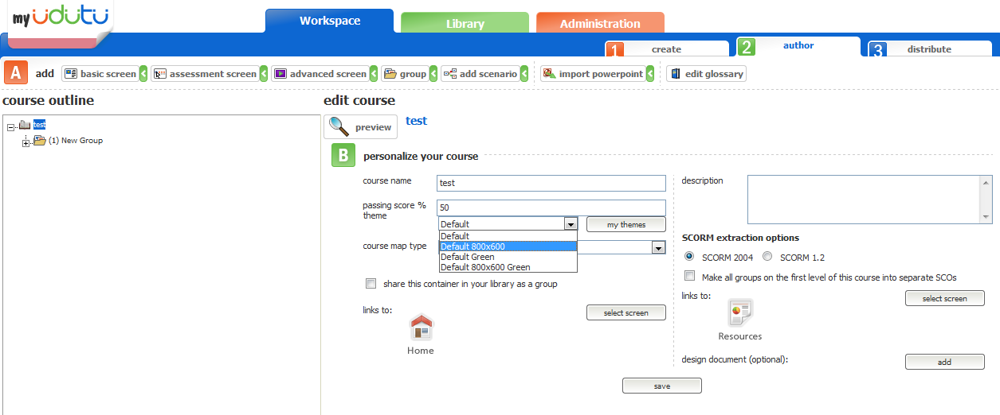 my udutu
Workspace
Library
Administration
1 create
2 author
3 distribute
A add basic screen assessment screen advanced screen group add scenario import powerpoint edit glossary
course outline
test
(1) New Group
edit course
preview
test
B personalize your course
course name
test
passing score %
50
theme
Default
my themes
Default
Default 800x600
Default Green
Default 800x600 Green
course map type
share this container in your library as a group
links to:
select screen
Home
description
SCORM extraction options
SCORM 2004
SCORM 1.2
Make all groups on the first level of this course into separate SCOs
links to:
select screen
Resources
design document (optional):
add
save